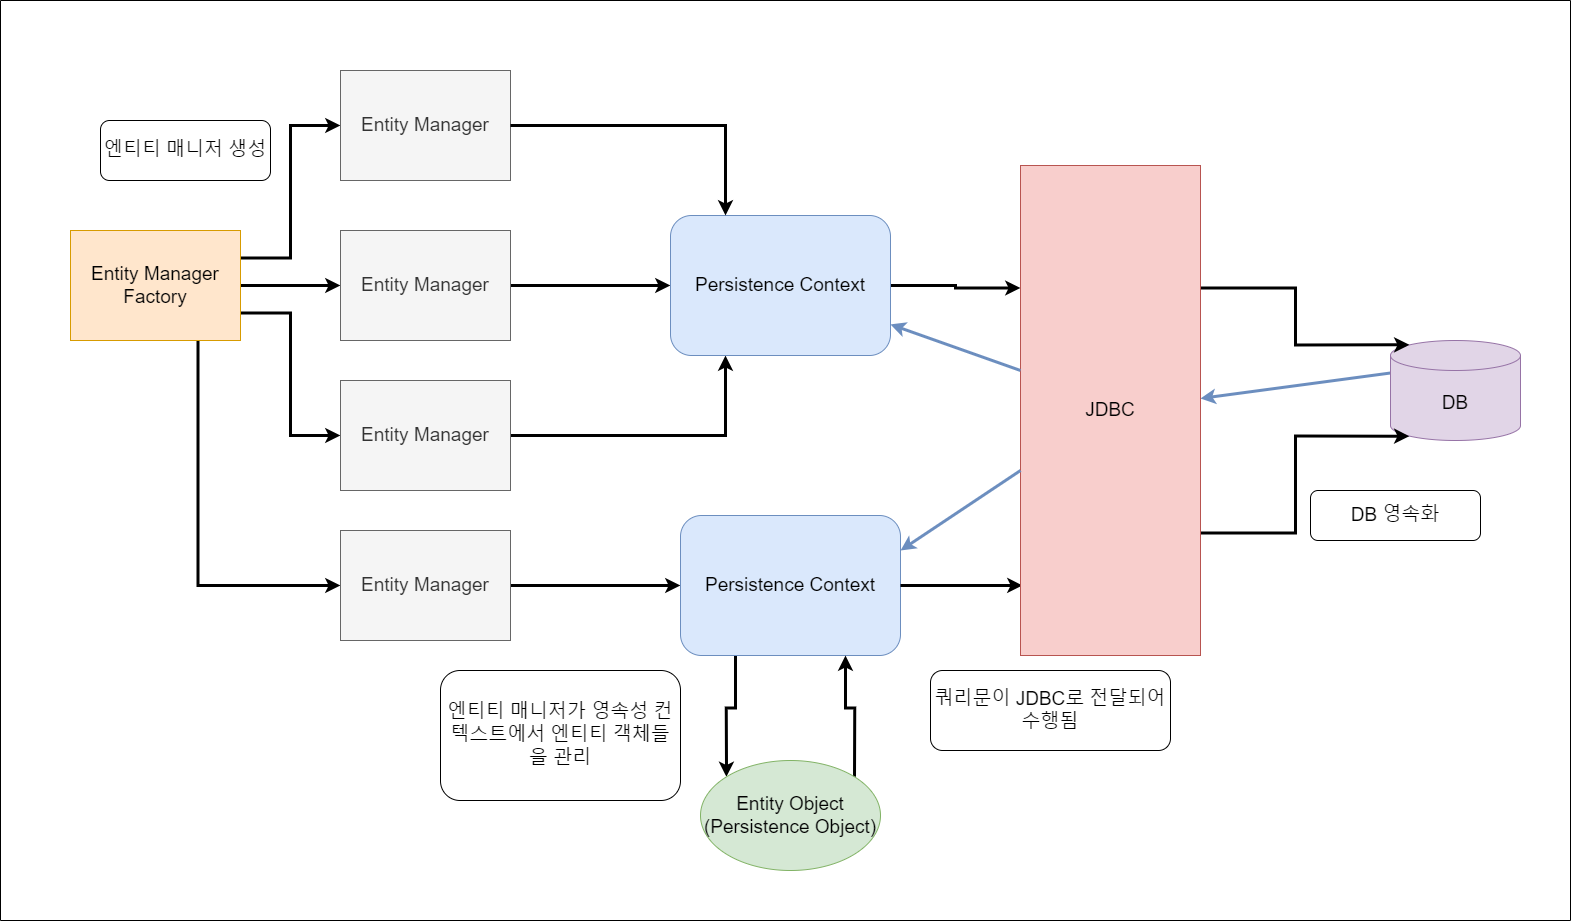 Entity Manager
엔티티 매니저 생성
Entity Manager
Factory
Entity Manager
Persistence Context
Entity Manager
JDBC
DB
DB 영속화
Entity Manager
Persistence Context
엔티티 매니저가 영속성 컨
텍스트에서 엔티티 객체들
을 관리
쿼리문이 JDBC로 전달되어
수행됨
Entity Object
(Persistence Object)